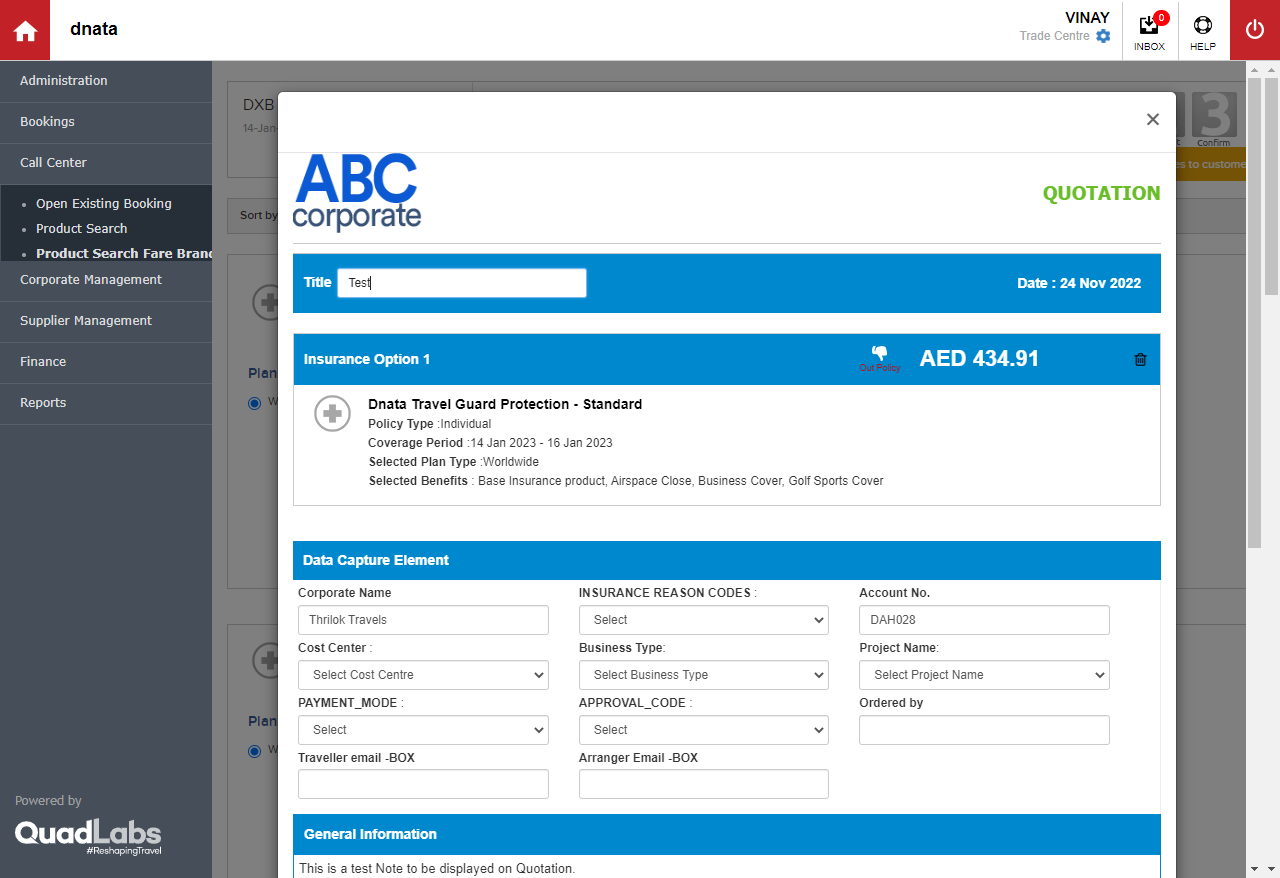 dnata
VINAY
Trade Centre
0
INBOX
HELP
Administration
Bookings
Call Center
Open Existing Booking
Product Search
Product Search Fare Brand
Corporate Management
Supplier Management
Finance
Reports
Powered by
QuadLabs
#ReshapingTravel
DXB
14-Jan-
3
Confirm
es to custome
Sort by
Plan
W
Plan
W
×
ABC
corporate
QUOTATION
Title Test
Date : 24 Nov 2022
Insurance Option 1
Out Policy
AED 434.91
Dnata Travel Guard Protection - Standard
Policy Type :Individual
Coverage Period :14 Jan 2023 - 16 Jan 2023
Selected Plan Type :Worldwide
Selected Benefits : Base Insurance product, Airspace Close, Business Cover, Golf Sports Cover
Data Capture Element
Corporate Name INSURANCE REASON CODES : Account No.
Thrilok Travels Select DAH028
Cost Center : Business Type: Project Name:
Select Cost Centre Select Business Type Select Project Name
PAYMENT_MODE : APPROVAL_CODE : Ordered by
Select Select
Traveller email -BOX Arranger Email -BOX
General Information
This is a test Note to be displayed on Quotation.